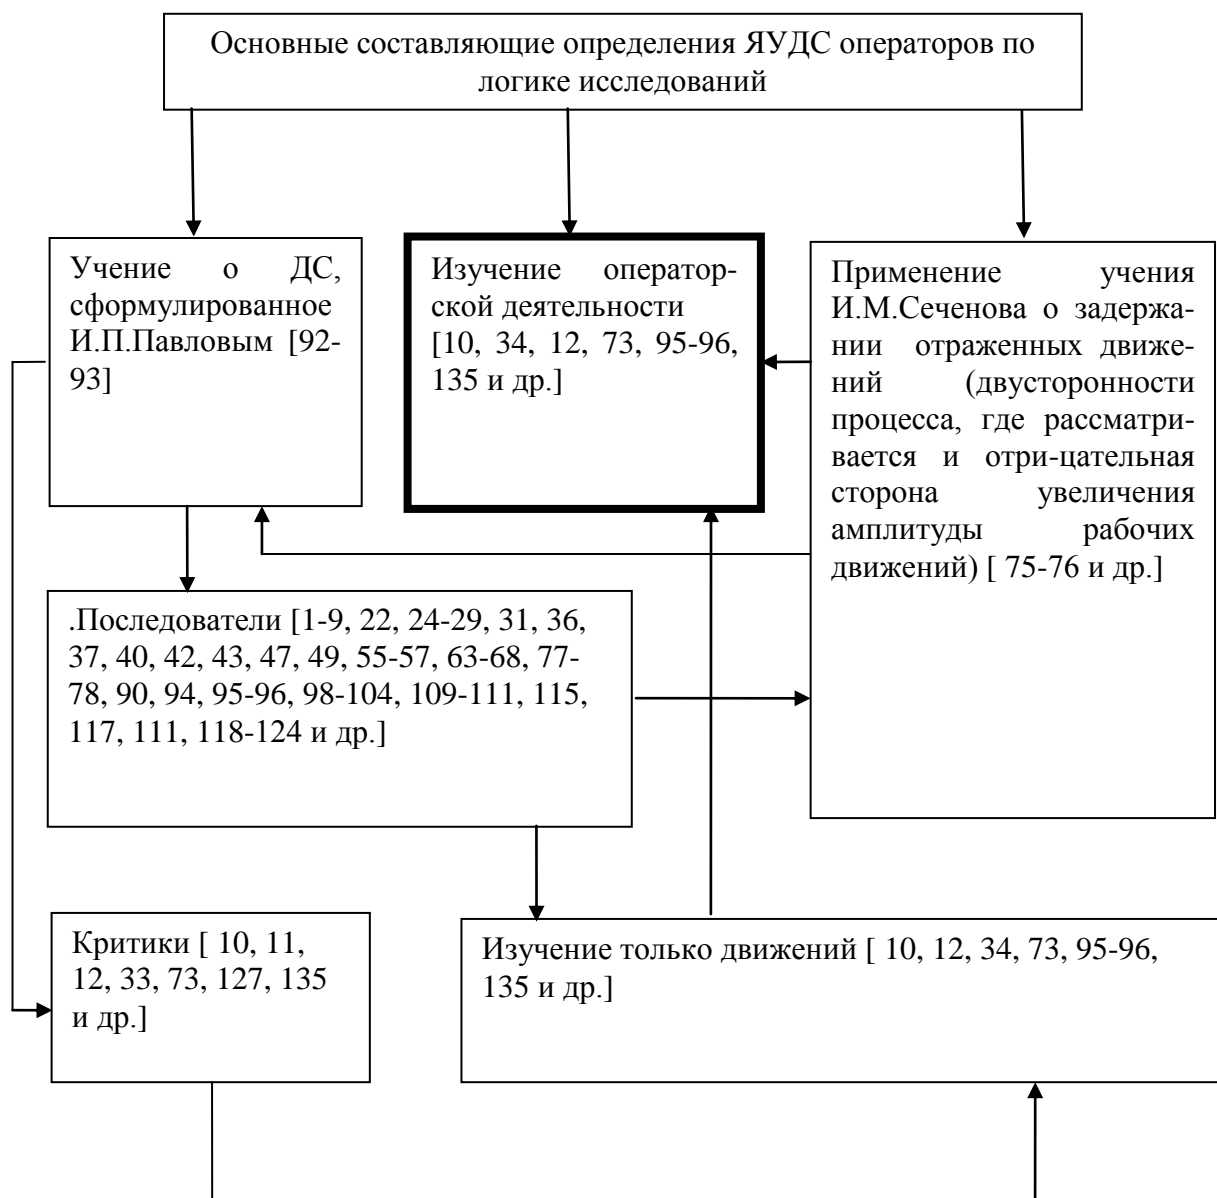 Основные составляющие определения ЯУДС операторов по
логике исследований
Учение о ДС,
сформулированное
И.П.Павловым [92-
93]
Изучение оператор-
ской деятельности
[10, 34, 12, 73, 95-96,
135 и др.]
Применение учения
И.М.Сеченова о задержа-
нии отраженных движе-
ний (двусторонности
процесса, где рассматри-
вается и отри-цательная
сторона увеличения
амплитуды рабочих
движений) [ 75-76 и др.]
.Последователи [1-9, 22, 24-29, 31, 36,
37, 40, 42, 43, 47, 49, 55-57, 63-68, 77-
78, 90, 94, 95-96, 98-104, 109-111, 115,
117, 111, 118-124 и др.]
Критики [ 10, 11,
12, 33, 73, 127, 135
и др.]
Изучение только движений [ 10, 12, 34, 73, 95-96,
135 и др.]